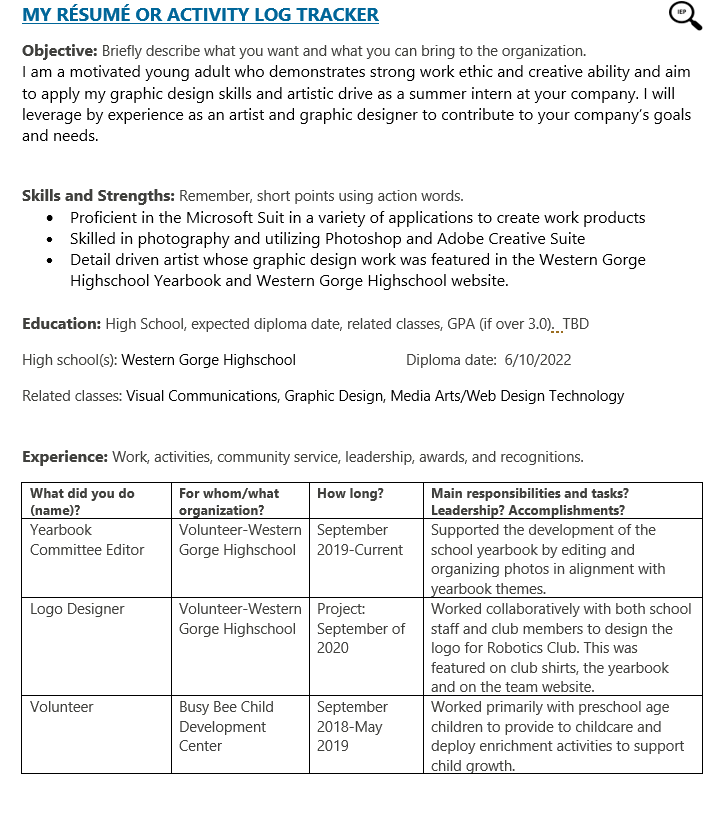 MY RÉSUMÉ OR ACTIVITY LOG TRACKER
IEP
Objective: Briefly describe what you want and what you can bring to the organization.
I am a motivated young adult who demonstrates strong work ethic and creative ability and aim
to apply my graphic design skills and artistic drive as a summer intern at your company. I will
leverage by experience as an artist and graphic designer to contribute to your company's goals
and needs.
Skills and Strengths: Remember, short points using action words.
• Proficient in the Microsoft Suit in a variety of applications to create work products
• Skilled in photography and utilizing Photoshop and Adobe Creative Suite
• Detail driven artist whose graphic design work was featured in the Western Gorge
Highschool Yearbook and Western Gorge Highschool website.
Education: High School, expected diploma date, related classes, GPA (if over 3.0). TBD
High school(s): Western Gorge Highschool Diploma date: 6/10/2022
Related classes: Visual Communications, Graphic Design, Media Arts/Web Design Technology
Experience: Work, activities, community service, leadership, awards, and recognitions.
What did you do
(name)?
For whom/what
organization?
How long?
Main responsibilities and tasks?
Leadership? Accomplishments?
Yearbook
Committee Editor
Volunteer-Western
Gorge Highschool
September
2019-Current
Supported the development of the
school yearbook by editing and
organizing photos in alignment with
yearbook themes.
Logo Designer
Volunteer-Western
Gorge Highschool
Project:
September of
2020
Worked collaboratively with both school
staff and club members to design the
logo for Robotics Club. This was
featured on club shirts, the yearbook
and on the team website.
Volunteer
Busy Bee Child
Development
Center
September
2018-May
2019
Worked primarily with preschool age
children to provide to childcare and
deploy enrichment activities to support
child growth.